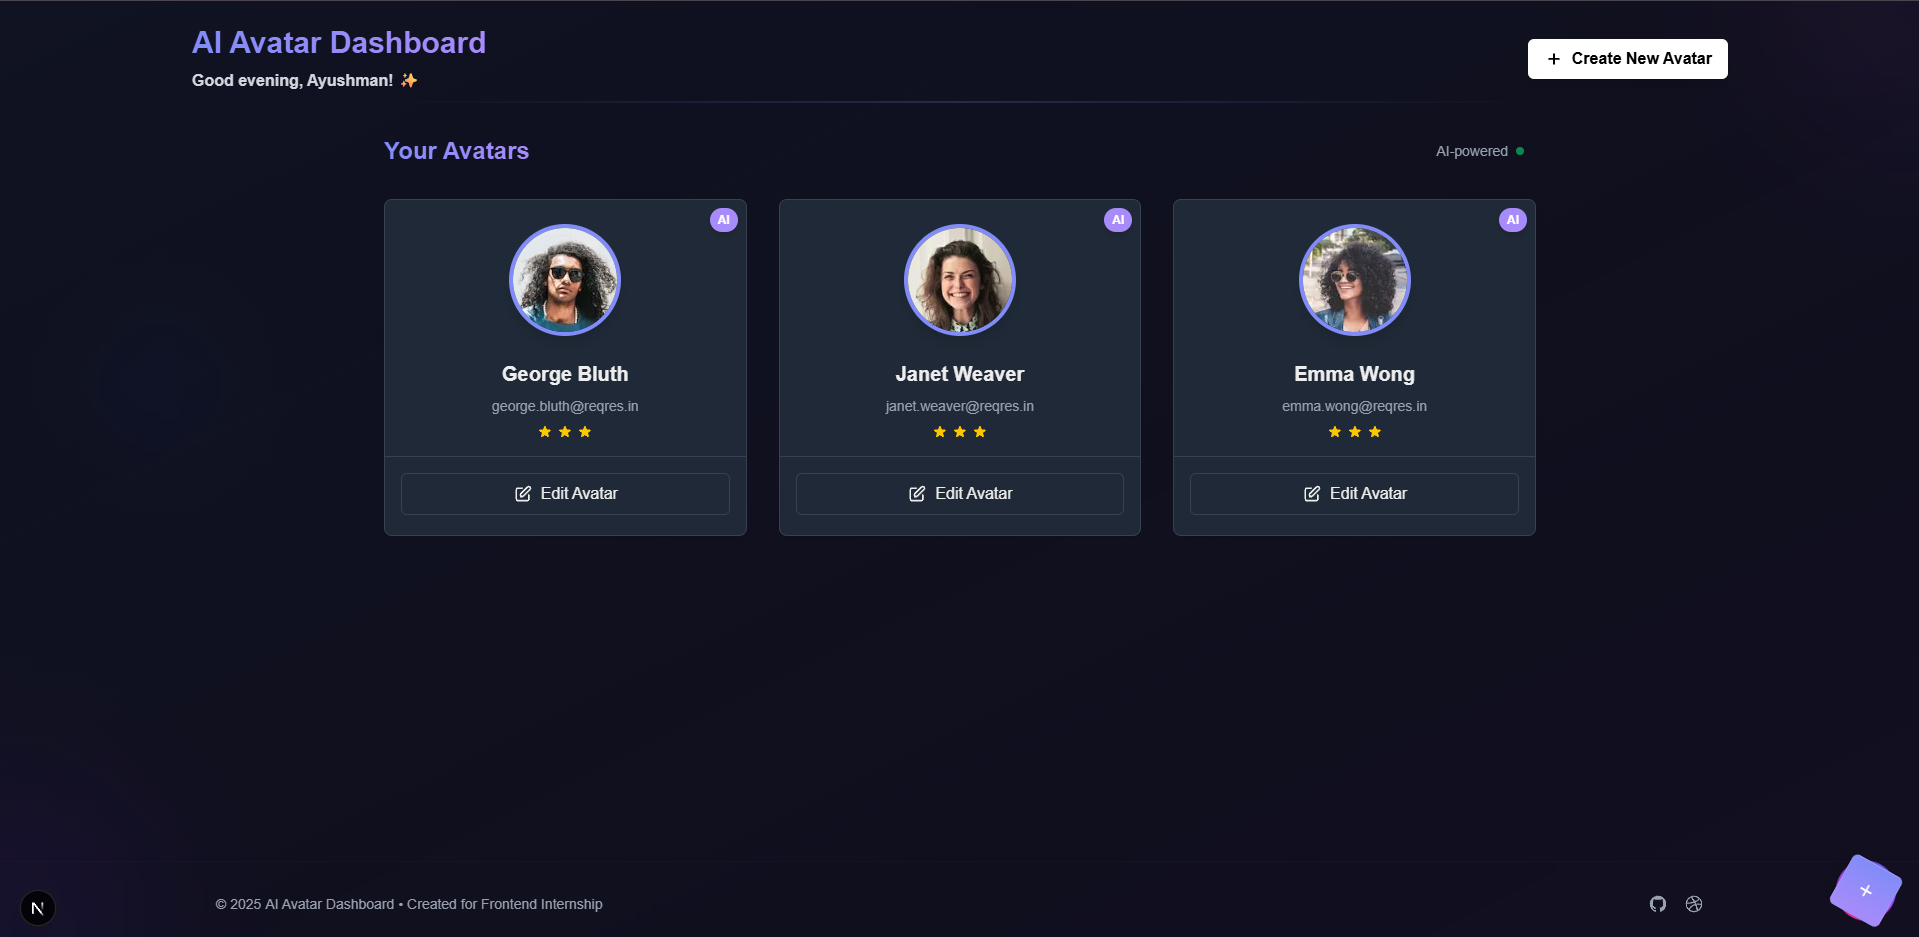 AI Avatar Dashboard
Good evening, Ayushman! ✨
+ Create New Avatar
Your Avatars
AI-powered
AI
George Bluth
george.bluth@reqres.in
Edit Avatar
AI
Janet Weaver
janet.weaver@reqres.in
Edit Avatar
AI
Emma Wong
emma.wong@reqres.in
Edit Avatar
N
© 2025 AI Avatar Dashboard • Created for Frontend Internship
+